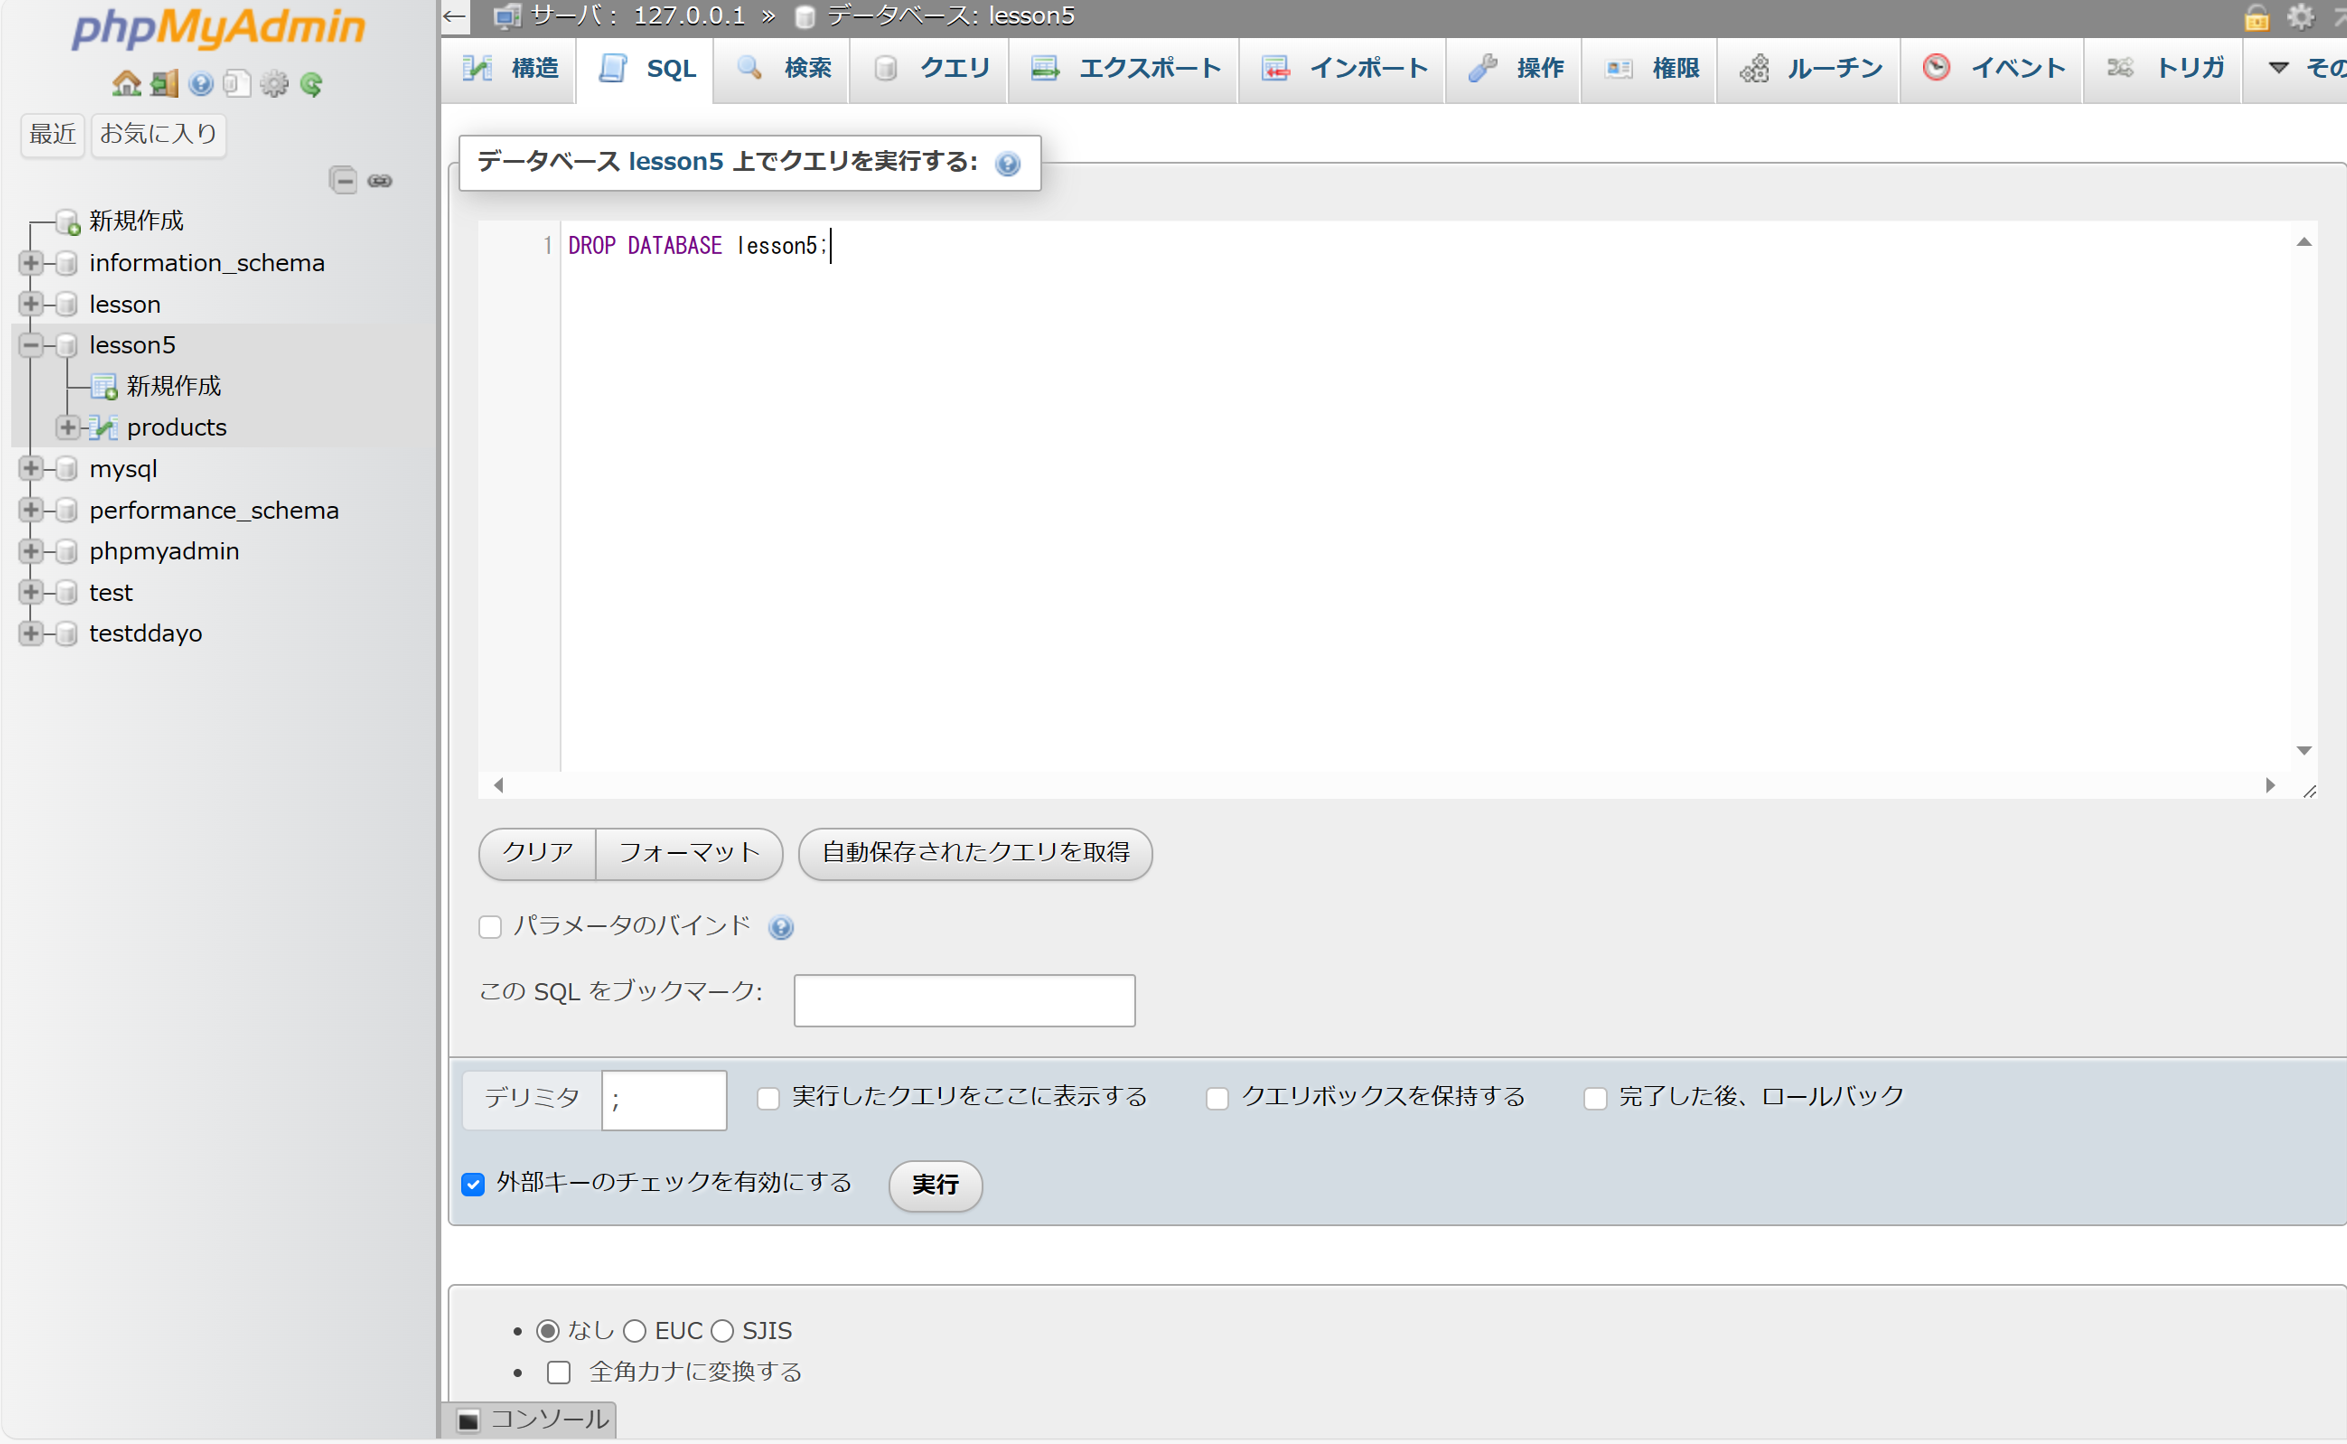 phpMyAdmin
最近 お気に入り
新規作成
information_schema
lesson
lesson5
新規作成
products
mysql
performance_schema
phpmyadmin
test
testddayo
サーバ： 127.0.0.1 » データベース: lesson5
構造 SQL 検索 クエリ エクスポート インポート 操作 権限 ルーチン イベント トリガ
データベース lesson5 上でクエリを実行する:
1 DROP DATABASE lesson5;
クリア フォーマット 自動保存されたクエリを取得
パラメータのバインド
この SQL をブックマーク:
デリミタ ; 実行したクエリをここに表示する クエリボックスを保持する 完了した後、ロールバック
外部キーのチェックを有効にする 実行
なし EUC SJIS
全角カナに変換する
コンソール